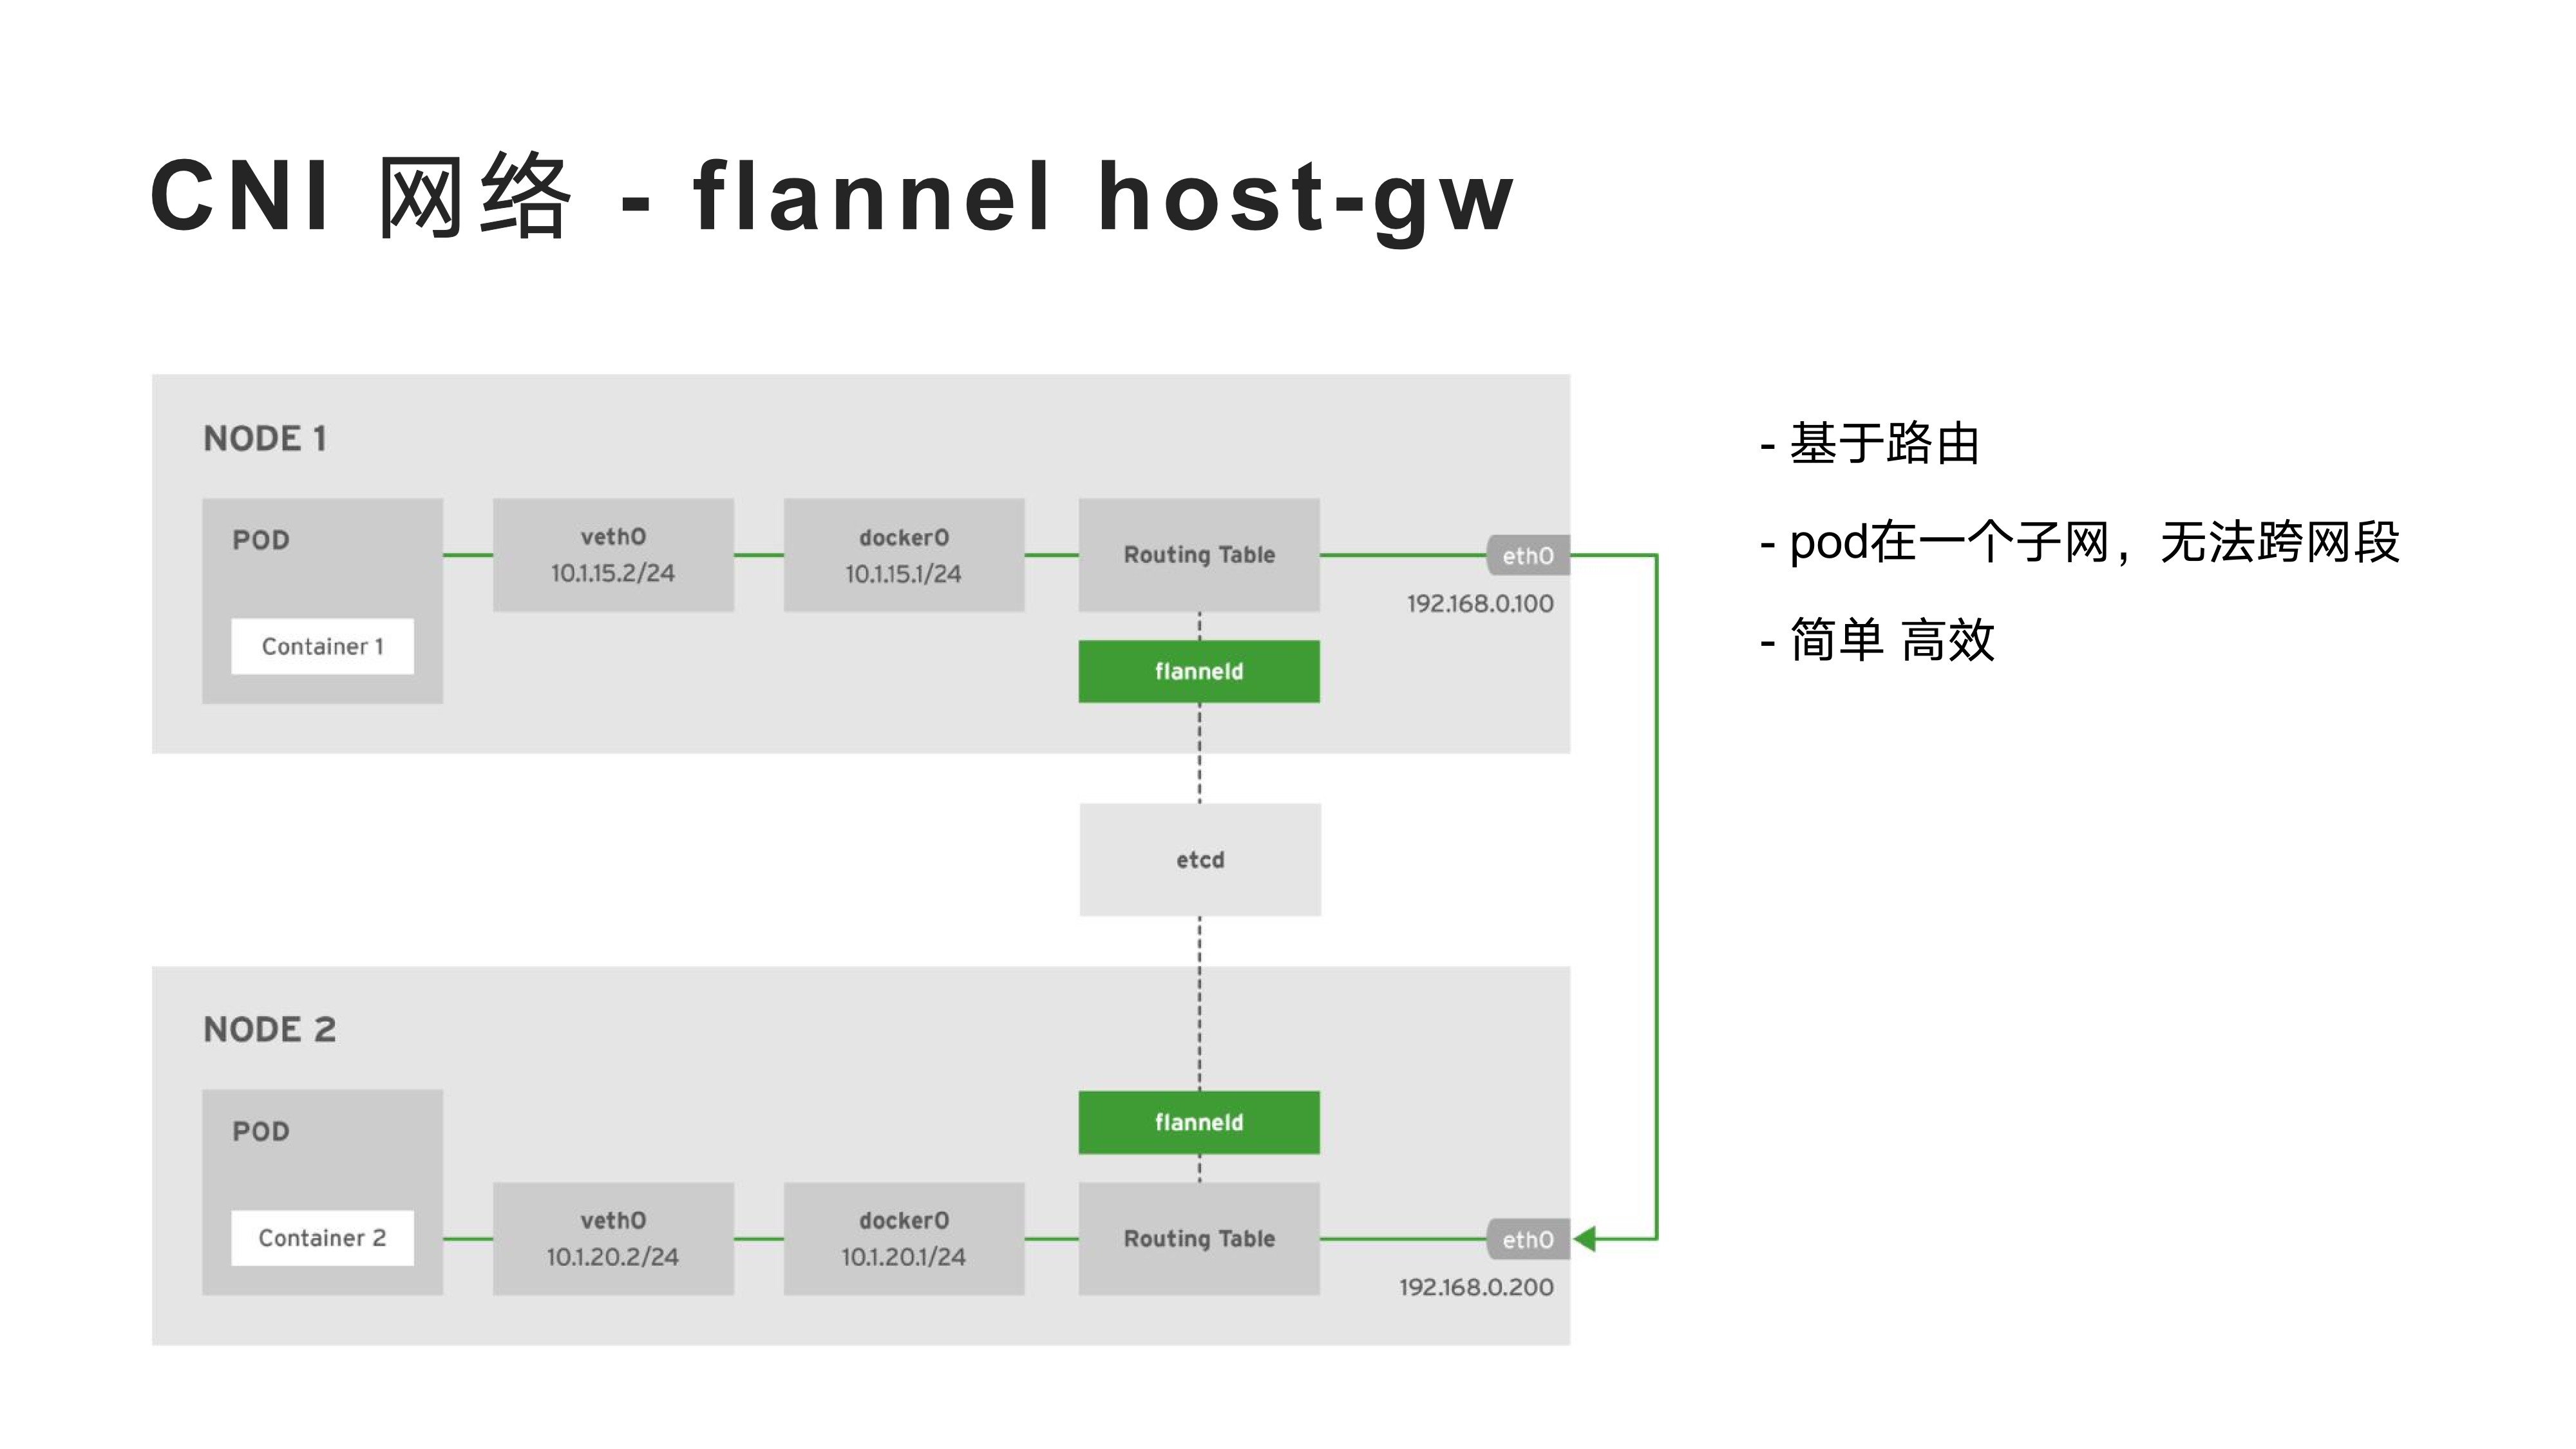 CNI 网络 - flannel host-gw
NODE 1
POD
Container 1
veth0
10.1.15.2/24
docker0
10.1.15.1/24
Routing Table
flanneld
eth0
192.168.0.100
- 基于路由
- pod在一个子网，无法跨网段
- 简单 高效
etcd
NODE 2
POD
Container 2
veth0
10.1.20.2/24
docker0
10.1.20.1/24
flanneld
Routing Table
eth0
192.168.0.200